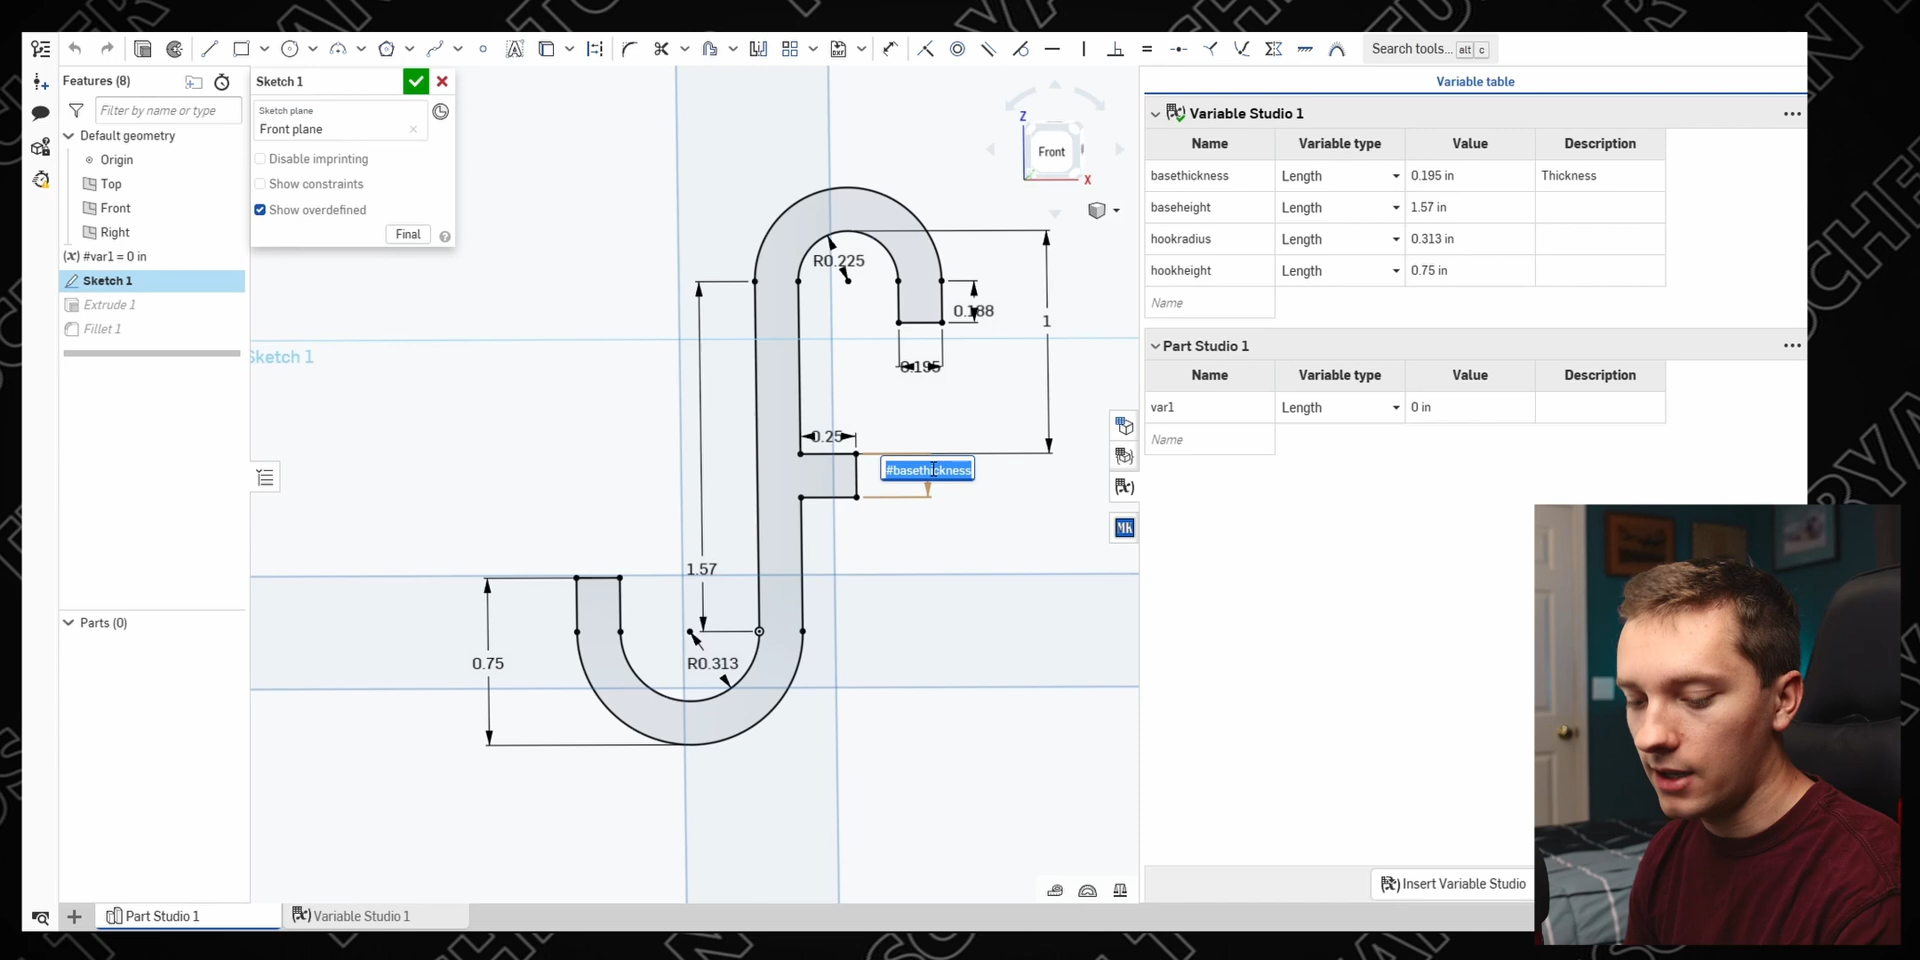 Search tools... alt c
Features (8)
Filter by name or type
Default geometry
Origin
Top
Front
Right
(x) #var1 = 0 in
Sketch 1
Extrude 1
Fillet 1
Parts (0)
Sketch 1
Sketch plane
Front plane
Disable imprinting
Show constraints
Show overdefined
Final
Sketch 1
Z
Front
X
R0.225
0.188
1
0.195
0.25
#basethickness
1.57
0.75
R0.313
(x)
MK
Variable table
Variable Studio 1
Name Variable type Value Description
basethickness Length 0.195 in Thickness
baseheight Length 1.57 in
hookradius Length 0.313 in
hookheight Length 0.75 in
Name
Part Studio 1
Name Variable type Value Description
var1 Length 0 in
Name
Insert Variable Studio
Part Studio 1
Variable Studio 1